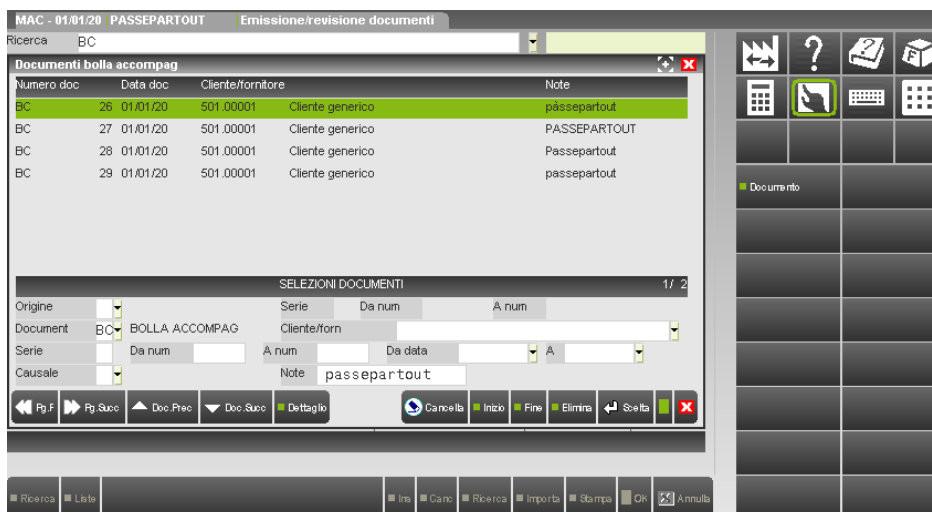 MAC - 01/01/20 PASSEPARTOUT Emissione/revisione documenti
Ricerca BC
Documenti bolla accompag
Numero doc Data doc Cliente/fornitore Note
BC 26 01/01/20 501.00001 Cliente generico pàssepartout
BC 27 01/01/20 501.00001 Cliente generico PASSEPARTOUT
BC 28 01/01/20 501.00001 Cliente generico Passepartout
BC 29 01/01/20 501.00001 Cliente generico passepartout
Documento
SELEZIONI DOCUMENTI 1/ 2
Origine Serie Da num A num
Document BC BOLLA ACCOMPAG Cliente/forn
Serie Da num A num Da data A
Causale Note passepartout
Pg.F Pg.Succ Doc.Prec Doc.Succ Dettaglio Cancella Inizio Fine Elimina Scelta
Ricerca Liste Ins Canc Ricerca Importa Stampa Ok Annulla